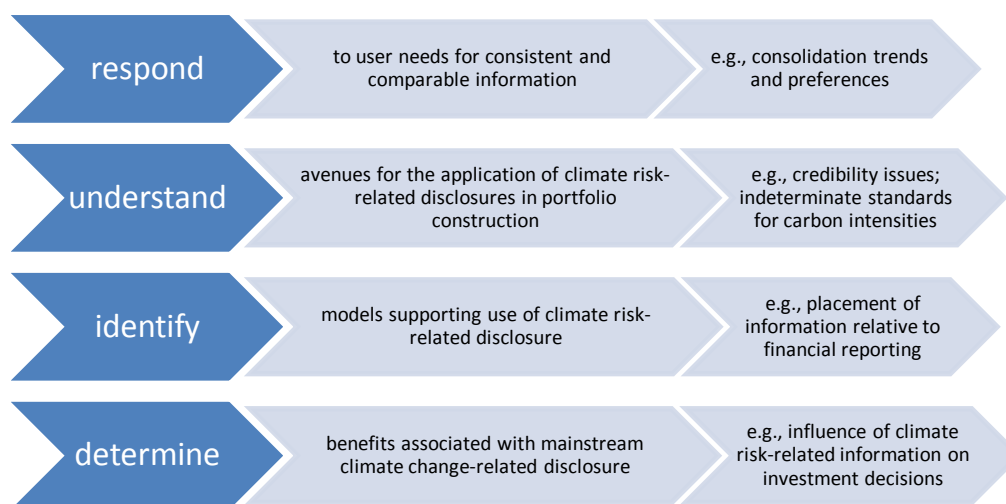 respond
to user needs for consistent and
comparable information
e.g., consolidation trends
and preferences
understand
avenues for the application of climate risk-
related disclosures in portfolio
construction
e.g., credibility issues;
indeterminate standards
for carbon intensities
identify
models supporting use of climate risk-
related disclosure
e.g., placement of
information relative to
financial reporting
determine
benefits associated with mainstream
climate change-related disclosure
e.g., influence of climate
risk-related information on
investment decisions